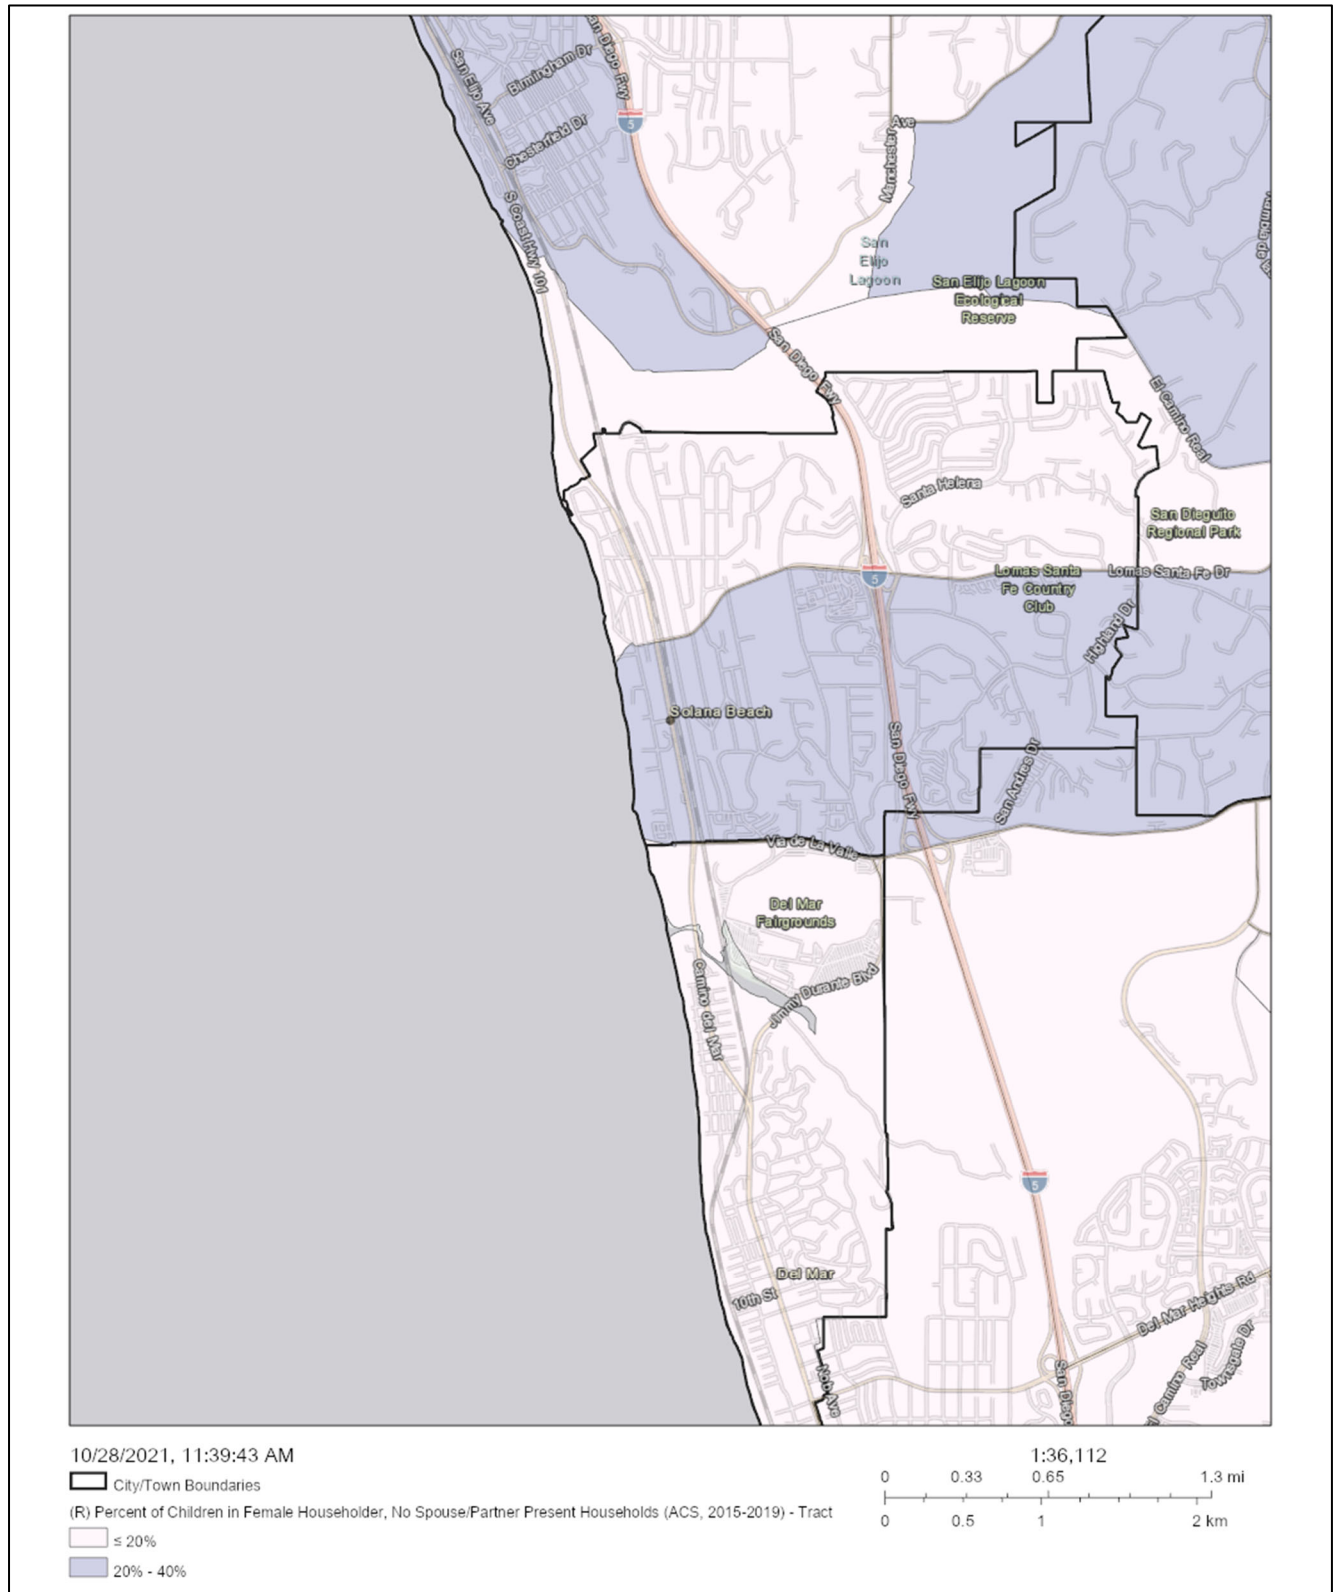 San Diego Fwy
San Elijo Ave
Birmingham Dr
5
Chesterfield Dr
Manchester Ave
S Coast Hwy 101
San
Elijo
Lagoon
San Elijo Lagoon
Ecological
Reserve
San Diego Fwy
El Camino Real
Santa Helena
San Dieguito
Regional Park
5
Lomas Santa
Fe Country
Club
Lomas Santa Fe Dr
Highland Dr
Solana Beach
San Diego Fwy
San Andres Dr
Via de La Valle
Del Mar
Fairgrounds
Camino del Mar
Jimmy Durante Blvd
5
Del Mar
10th St
Del Mar Heights Rd
Nob Ave
San Dieg
El Camino Real
Townsgate Dr
10/28/2021, 11:39:43 AM
City/Town Boundaries
(R) Percent of Children in Female Householder, No Spouse/Partner Present Households (ACS, 2015-2019) - Tract
≤ 20%
20% - 40%
1:36,112
0 0.33 0.65 1.3 mi
0 0.5 1 2 km